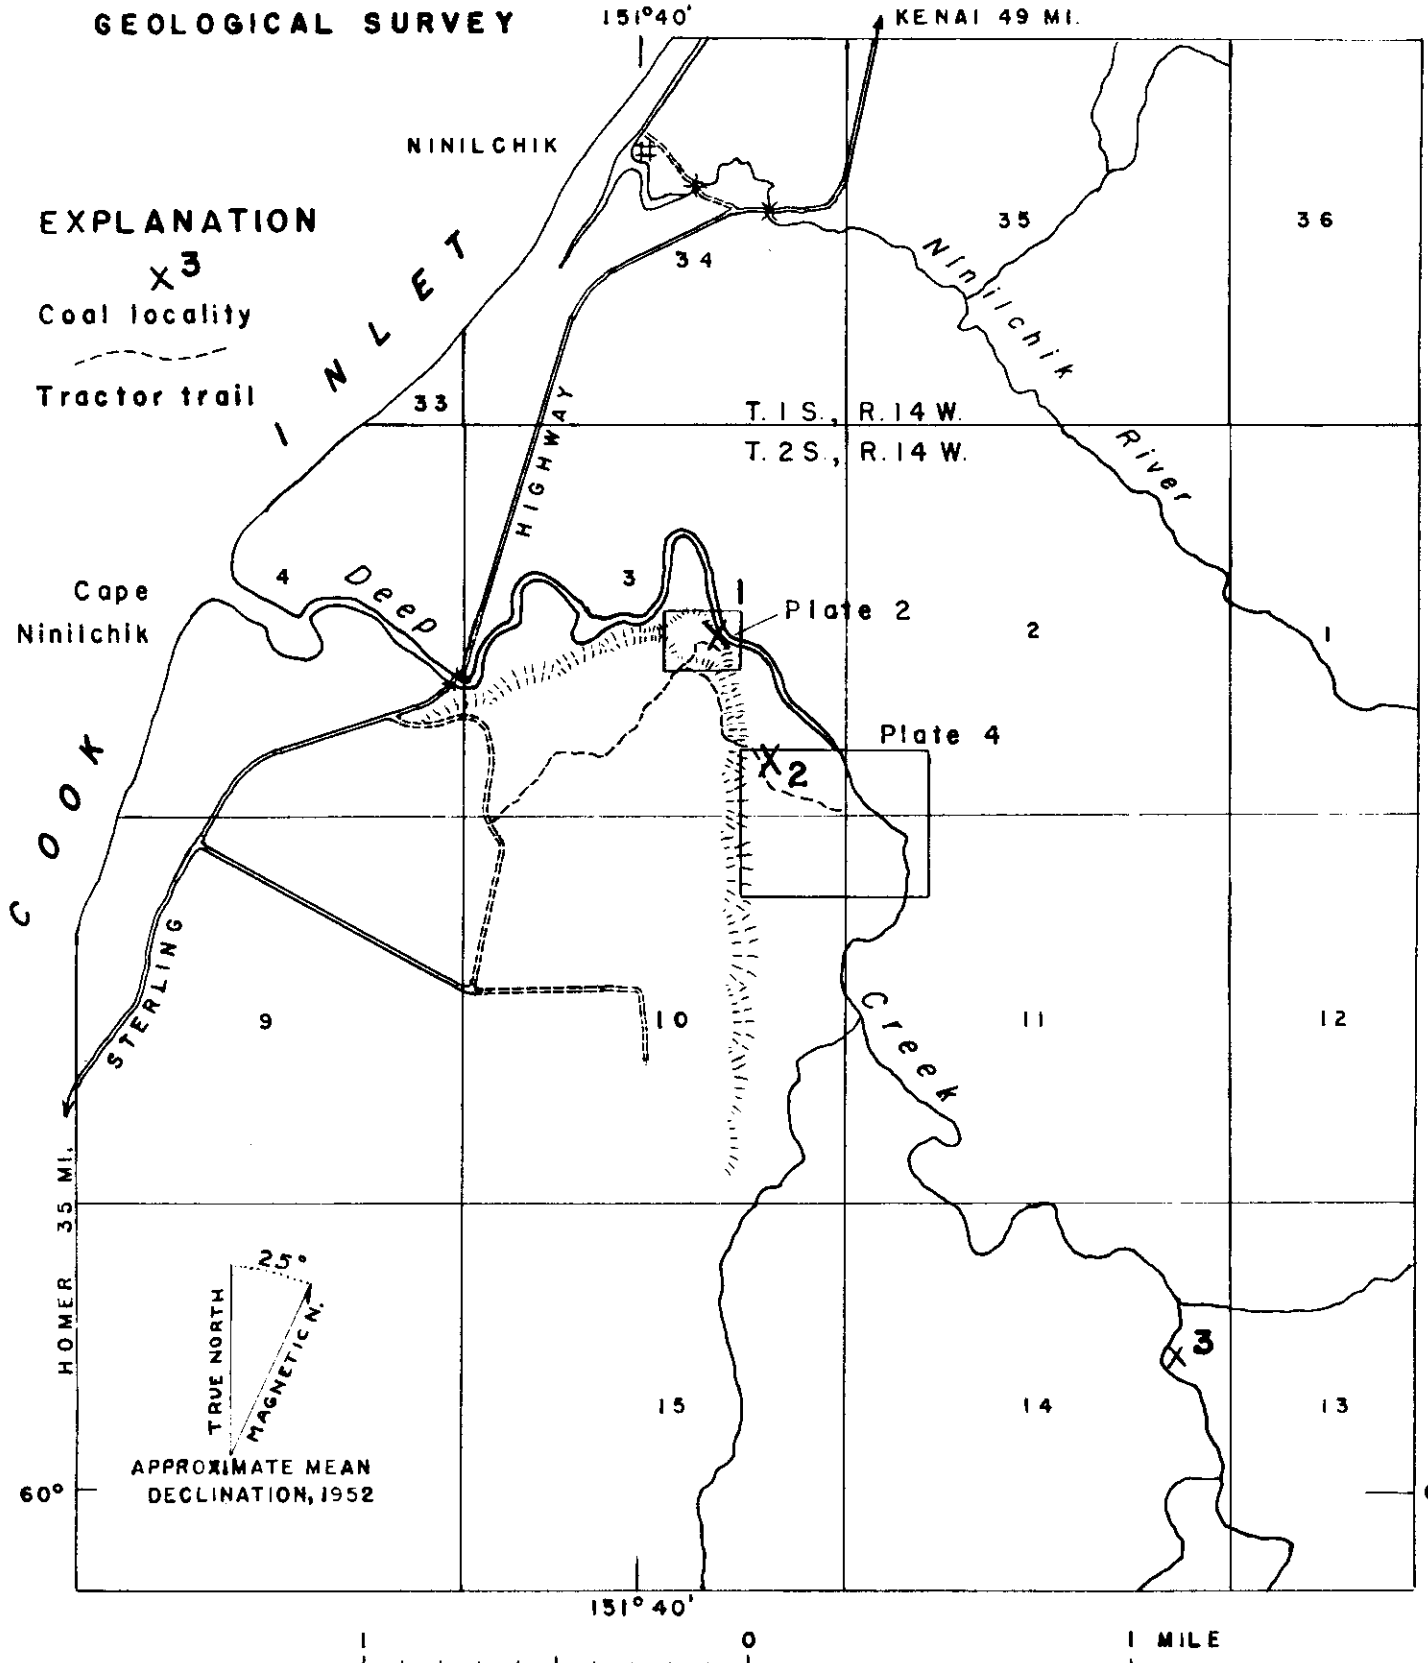 GEOLOGICAL SURVEY
151°40'
KENAI 49 MI.
NINILCHIK
EXPLANATION
X 3
Coal locality
Tractor trail
COOK INLET
35
36
34
Ninilchik River
33
HIGHWAY
T. 1 S., R. 14 W.
T. 2 S., R. 14 W.
Cape
Ninilchik
4
Deep
3
1
Plate 2
2
1
Plate 4
2
STERLING
9
10
Creek
11
12
HOMER 35 MI.
25°
TRUE NORTH
MAGNETIC N.
APPROXIMATE MEAN
DECLINATION, 1952
3
15
14
13
60°
151°40'
1
0
1 MILE